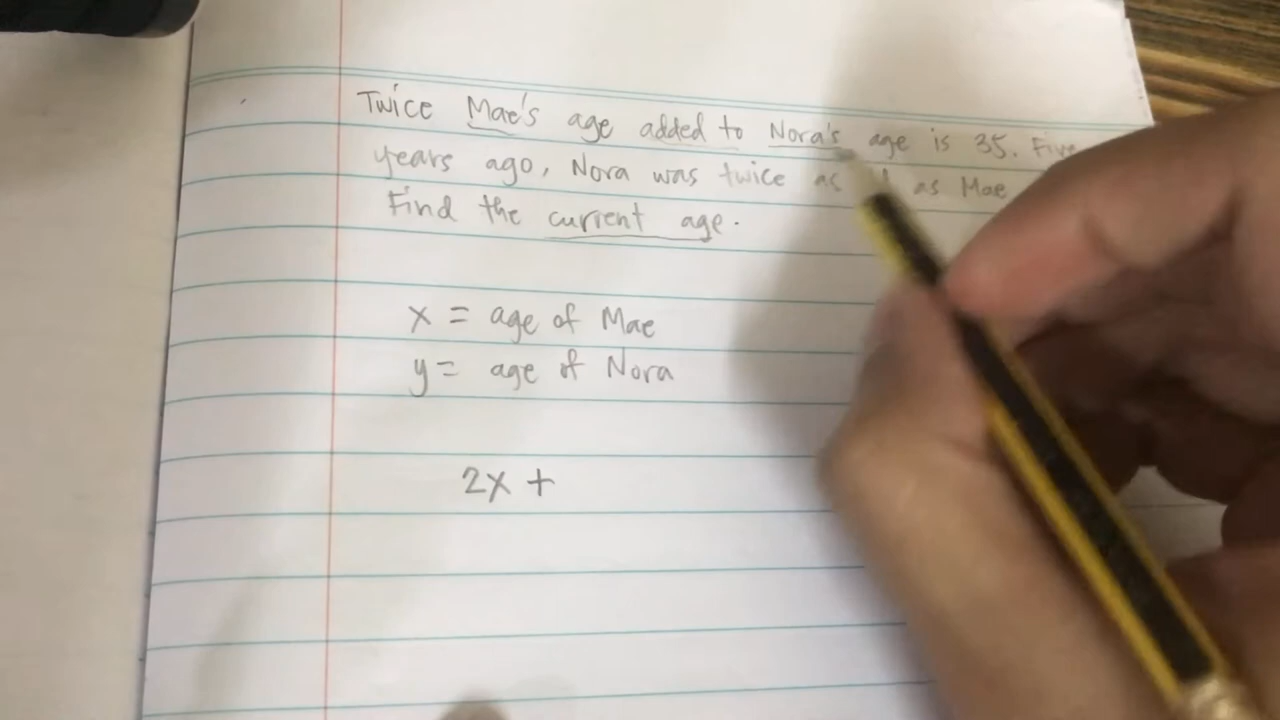 Twice Mae's age added to Nora's age is 35. Five
years ago, Nora was twice as as Mae
Find the current age.
x = age of Mae
y = age of Nora
2x +